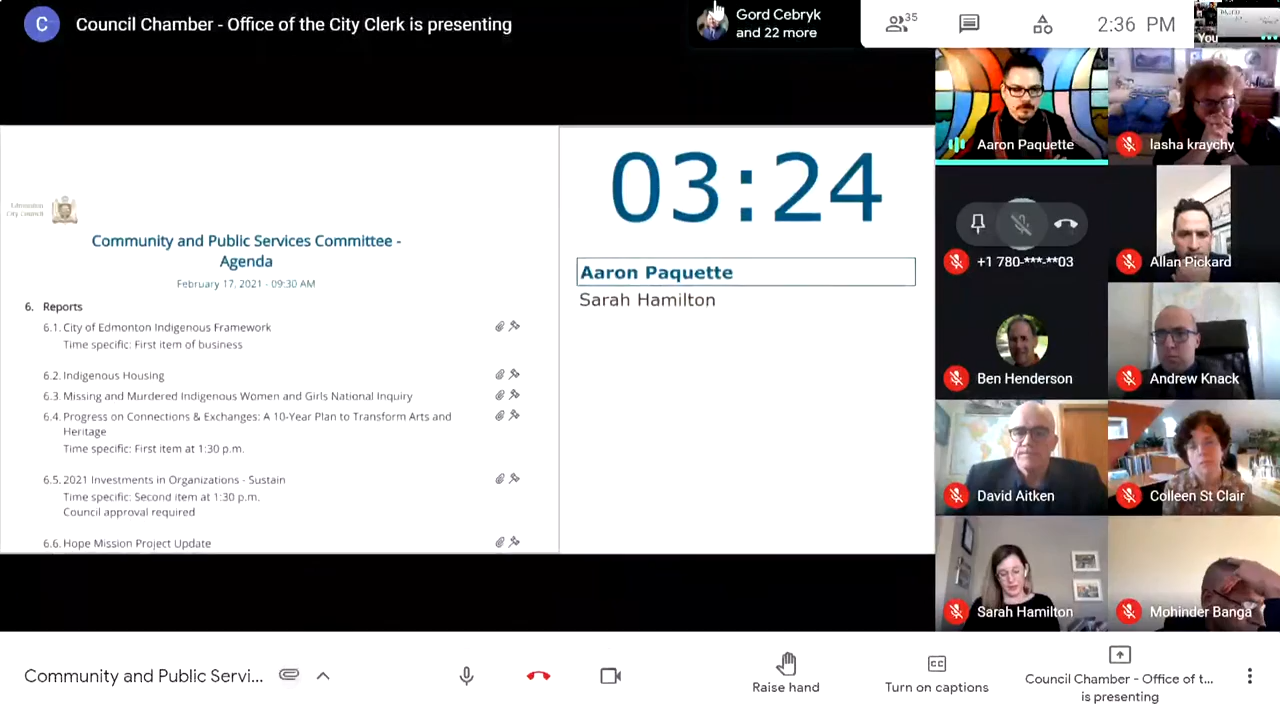 C
Council Chamber - Office of the City Clerk is presenting
Gord Cebryk
and 22 more
35
2:36 PM
You
Edmonton
City Council
Community and Public Services Committee -
Agenda
February 17, 2021 - 09:30 AM
6. Reports
6.1. City of Edmonton Indigenous Framework
Time specific: First item of business
6.2. Indigenous Housing
6.3. Missing and Murdered Indigenous Women and Girls National Inquiry
6.4. Progress on Connections & Exchanges: A 10-Year Plan to Transform Arts and
Heritage
Time specific: First item at 1:30 p.m.
6.5. 2021 Investments in Organizations - Sustain
Time specific: Second item at 1:30 p.m.
Council approval required
6.6. Hope Mission Project Update
03:24
Aaron Paquette
Sarah Hamilton
Aaron Paquette
lasha kraychy
+1 780-***-**03
Allan Pickard
Ben Henderson
Andrew Knack
David Aitken
Colleen St Clair
Sarah Hamilton
Mohinder Banga
Community and Public Servi...
Raise hand
CC
Turn on captions
Council Chamber - Office of t...
is presenting